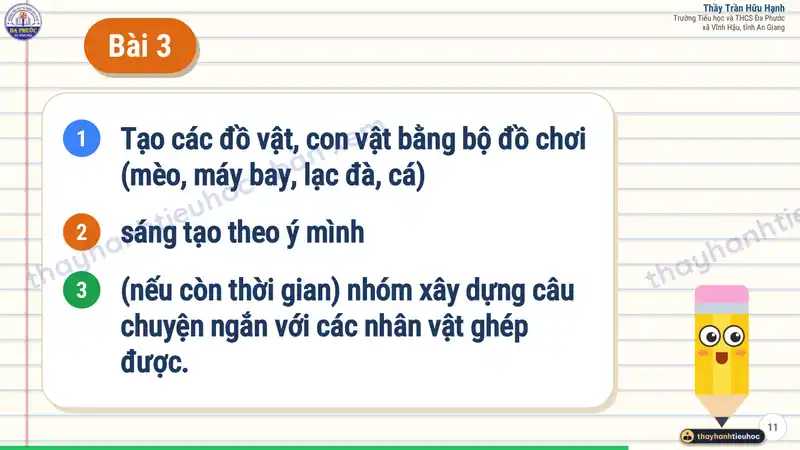 Thầy Trần Hữu Hạnh
Trường Tiểu học và THCS Đa Phước
xã Vĩnh Hậu, tỉnh An Giang
ĐA PHƯỚC
Bài 3
1 Tạo các đồ vật, con vật bằng bộ đồ chơi
(mèo, máy bay, lạc đà, cá)
2 sáng tạo theo ý mình
3 (nếu còn thời gian) nhóm xây dựng câu
chuyện ngắn với các nhân vật ghép
được.
thayhanhtieuhoc
11